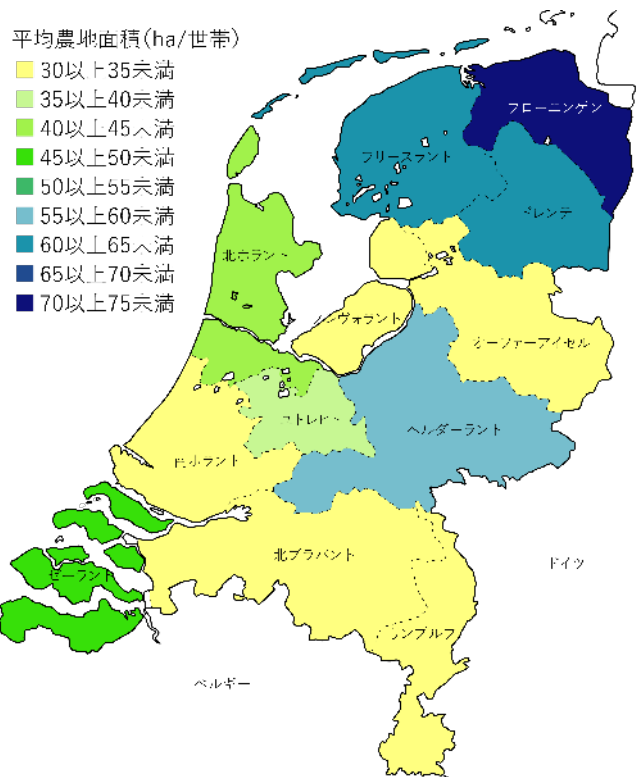 平均農地面積(ha/世帯)
30以上35未満
35以上40未満
40以上45未満
45以上50未満
50以上55未満
55以上60未満
60以上65未満
65以上70未満
70以上75未満
フローニンゲン
フリースラント
ドレンテ
北ホラント
フレヴォラント
オーファーアイセル
ユトレヒト
ヘルダーラント
南ホラント
北ブラバント
ゼーラント
ドイツ
リンブルフ
ベルギー